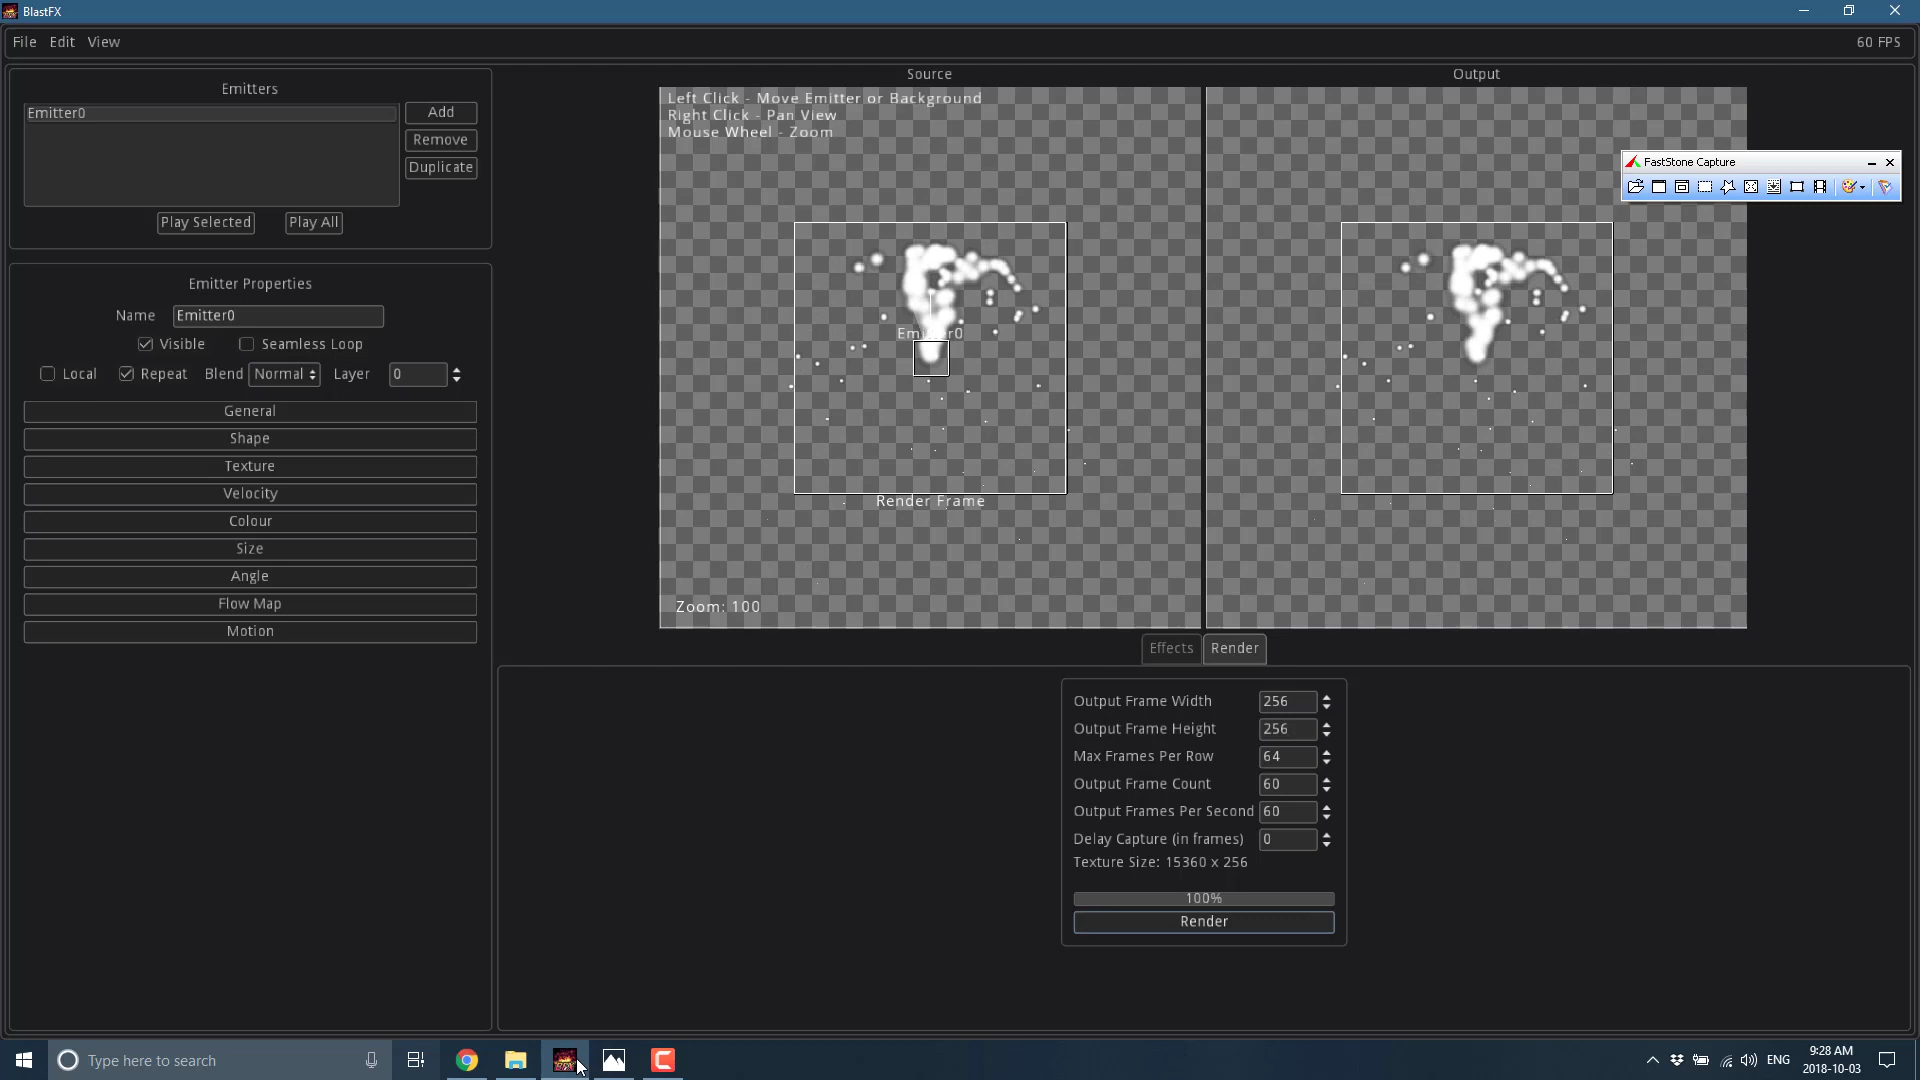 BlastFX
File Edit View
60 FPS
Emitters
Emitter0
Add
Remove
Duplicate
Play Selected
Play All
Emitter Properties
Name Emitter0
Visible Seamless Loop
Local Repeat Blend Normal Layer 0
General
Shape
Texture
Velocity
Colour
Size
Angle
Flow Map
Motion
Source
Left Click - Move Emitter or Background
Right Click - Pan View
Mouse Wheel - Zoom
Emitter0
Render Frame
Zoom: 100
Output
FastStone Capture
Effects Render
Output Frame Width 256
Output Frame Height 256
Max Frames Per Row 64
Output Frame Count 60
Output Frames Per Second 60
Delay Capture (in frames) 0
Texture Size: 15360 x 256
100%
Render
Type here to search
ENG
9:28 AM
2018-10-03